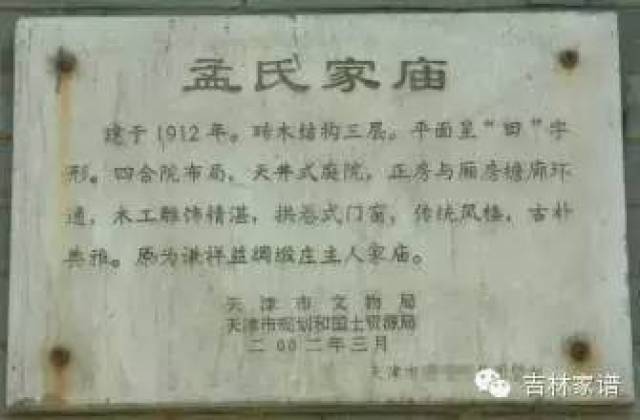 孟氏家庙
建于1912年。砖木结构三层。平面呈“田”字
形。四合院布局、天井式庭院，正房与厢房檐廊环
通，木工雕饰精湛，拱券式门窗，传统风格，古朴
典雅。原为谦祥益绸缎庄主人家庙。
天津市文物局
天津市规划和国土资源局
二００二年三月
天津市
吉林家谱